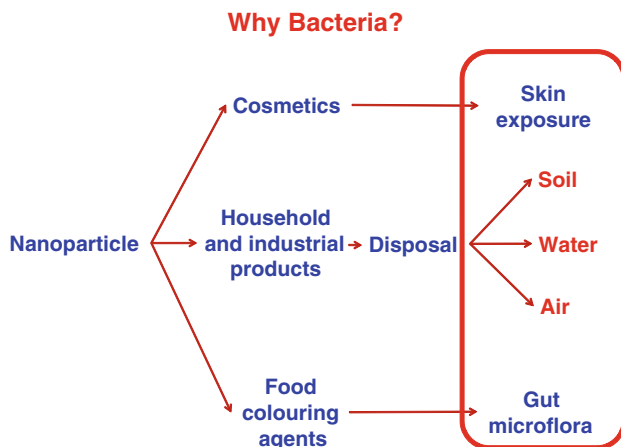 Why Bacteria?
Cosmetics
Skin
exposure
Soil
Nanoparticle
Household
and industrial
products
Disposal
Water
Air
Food
colouring
agents
Gut
microflora